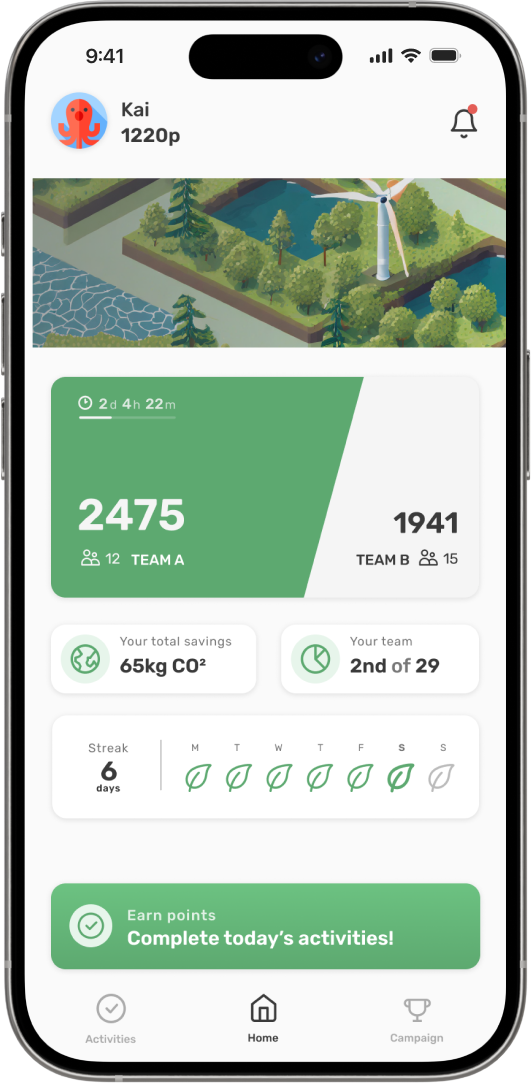 9:41
Kai
1220p
2d 4h 22m
2475
1941
12 TEAM A
TEAM B 15
Your total savings
65kg CO²
Your team
2nd of 29
Streak
6
days
M T W T F S S
Earn points
Complete today's activities!
Activities
Home
Campaign